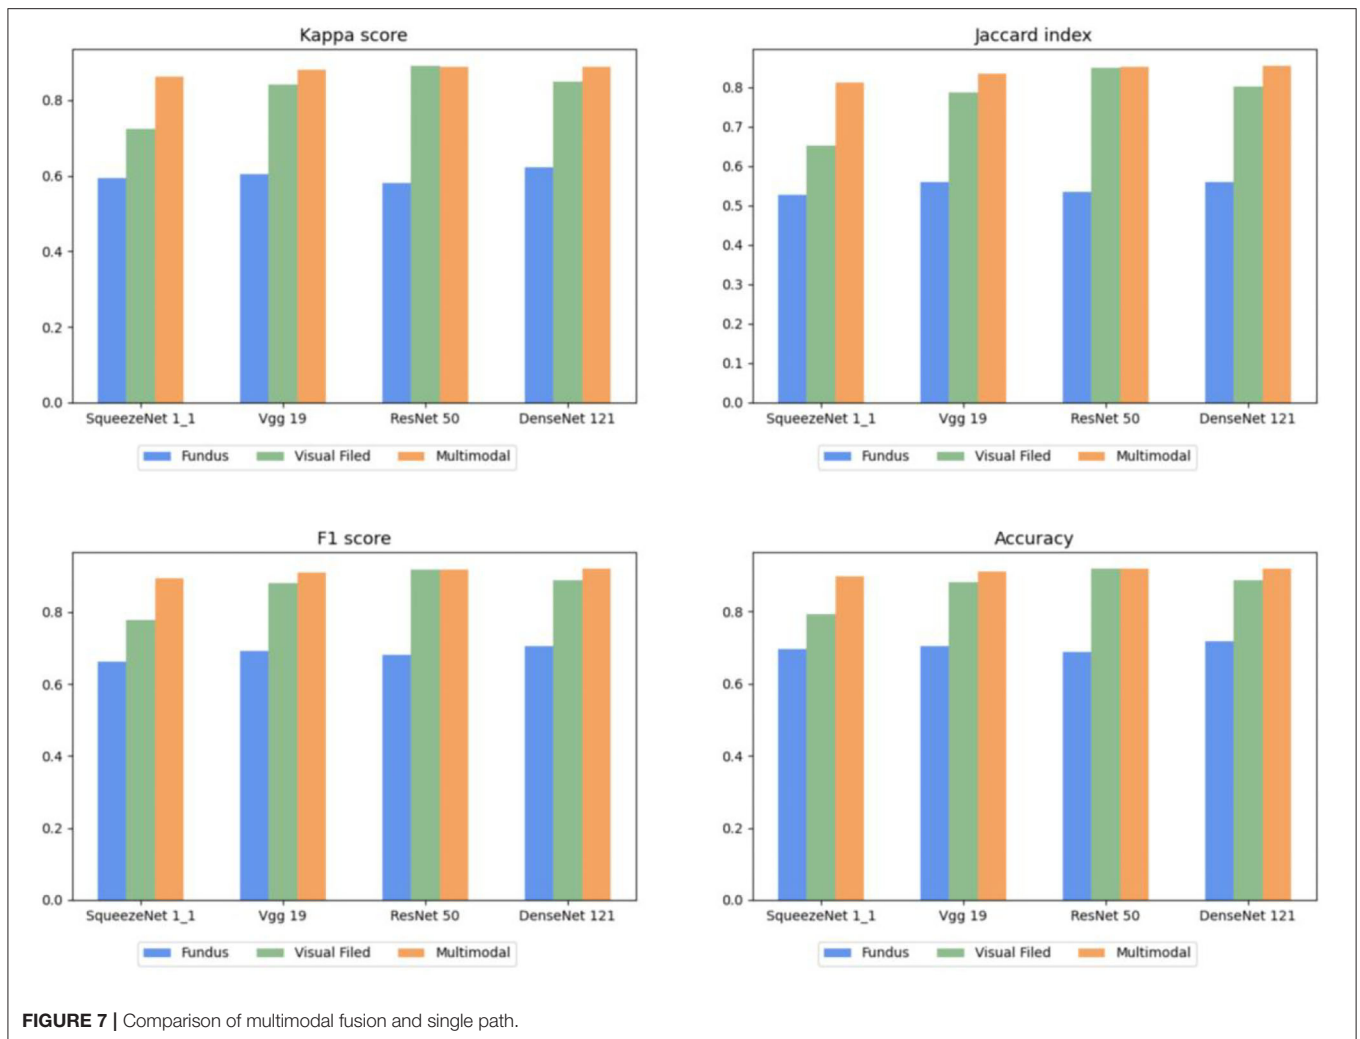 Kappa score
0.8
0.6
0.4
0.2
0.0
SqueezeNet 1_1 Vgg 19 ResNet 50 DenseNet 121
Fundus Visual Filed Multimodal
Jaccard index
0.8
0.7
0.6
0.5
0.4
0.3
0.2
0.1
0.0
SqueezeNet 1_1 Vgg 19 ResNet 50 DenseNet 121
Fundus Visual Filed Multimodal
F1 score
0.8
0.6
0.4
0.2
0.0
SqueezeNet 1_1 Vgg 19 ResNet 50 DenseNet 121
Fundus Visual Filed Multimodal
Accuracy
0.8
0.6
0.4
0.2
0.0
SqueezeNet 1_1 Vgg 19 ResNet 50 DenseNet 121
Fundus Visual Filed Multimodal
FIGURE 7 | Comparison of multimodal fusion and single path.